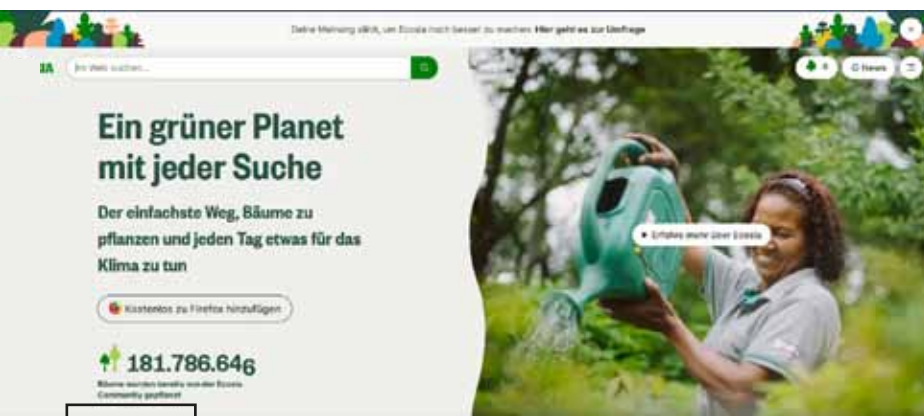 Deine Meinung zählt, um Ecosia noch besser zu machen. Hier geht es zur Umfrage
IA
Im Web suchen...
0
News
Ein grüner Planet
mit jeder Suche
Der einfachste Weg, Bäume zu
pflanzen und jeden Tag etwas für das
Klima zu tun
Erfahre mehr über Ecosia
Kostenlos zu Firefox hinzufügen
181.786.646
Bäume wurden bereits von der Ecosia
Community gepflanzt